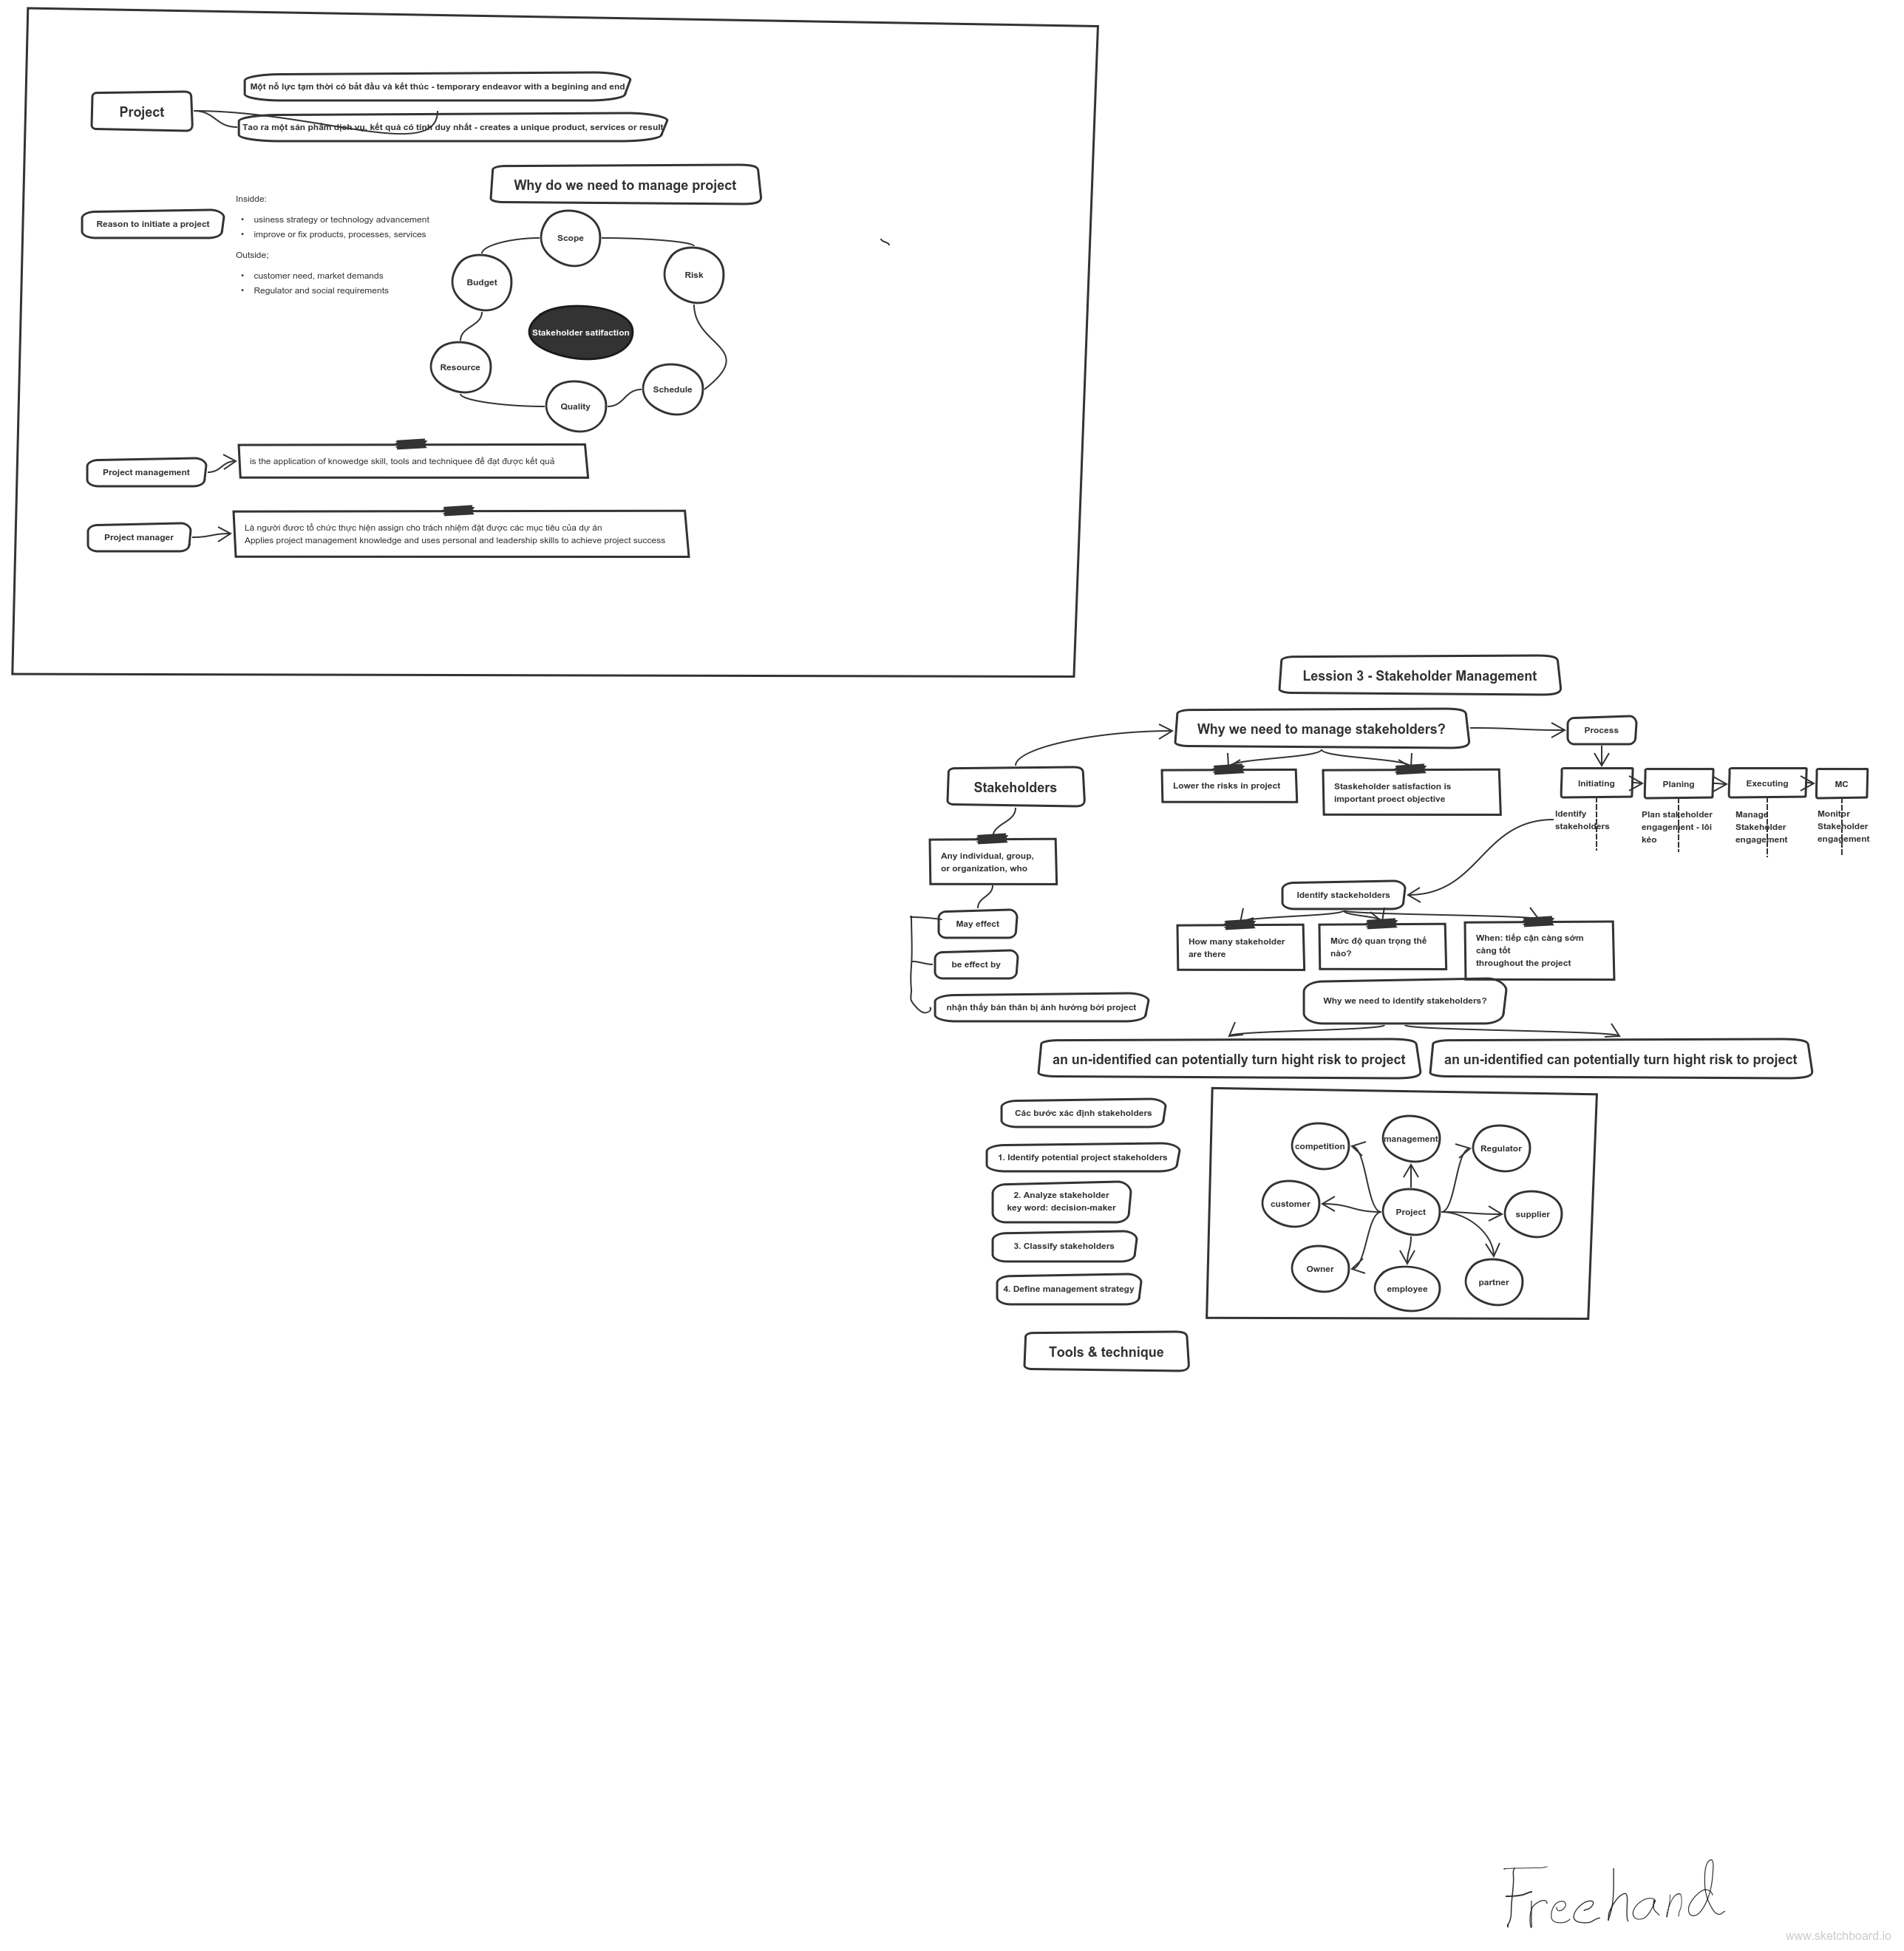 Project
Một nỗ lực tạm thời có bắt đầu và kết thúc - temporary endeavor with a begining and end
Tạo ra một sản phẩm dịch vụ, kết quả có tính duy nhất - creates a unique product, services or result
Why do we need to manage project
Reason to initiate a project
Insidde:
• usiness strategy or technology advancement
• improve or fix products, processes, services
Outside;
• customer need, market demands
• Regulator and social requirements
Scope
Risk
Budget
Stakeholder satifaction
Resource
Schedule
Quality
Project management
is the application of knowedge skill, tools and techniquee để đạt được kết quả
Project manager
Là người đươc tổ chức thực hiện assign cho trách nhiệm đặt được các mục tiêu của dự án
Applies project management knowledge and uses personal and leadership skills to achieve project success
Lession 3 - Stakeholder Management
Why we need to manage stakeholders?
Process
Stakeholders
Lower the risks in project
Staskeholder satisfaction is
important proect objective
Initiating
Planing
Executing
MC
Identify
stakeholders
Plan stakeholder
engagement - lôi
kéo
Manage
Stakeholder
engagement
Monitor
Stakeholder
engagement
Any individual, group,
or organization, who
May effect
be effect by
nhận thấy bản thân bị ảnh hưởng bởi project
Identify stackeholders
How many stakeholder
are there
Mức độ quan trọng thế
nào?
When: tiếp cận càng sớm
càng tốt
throughout the project
Why we need to identify stakeholders?
an un-identified can potentially turn hight risk to project
an un-identified can potentially turn hight risk to project
Các bước xác định stakeholders
1. Identify potential project stakeholders
2. Analyze stakeholder
key word: decision-maker
3. Classify stakeholders
4. Define management strategy
competition
management
Regulator
customer
Project
supplier
Owner
employee
partner
Tools & technique
Freehand
www.sketchboard.io